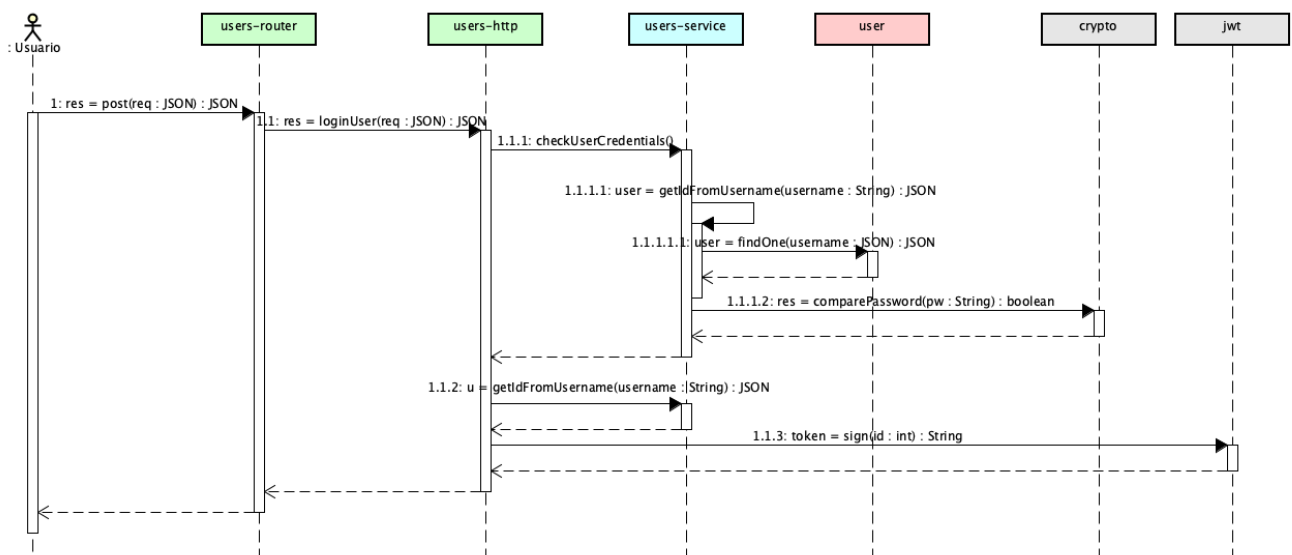 users-router
users-http
users-service
user
crypto
jwt
: Usuario
1: res = post(req : JSON) : JSON
1.1: res = loginUser(req : JSON) : JSON
1.1.1: checkUserCredentials()
1.1.1.1: user = getIdFromUsername(username : String) : JSON
1.1.1.1.1: user = findOne(username : JSON) : JSON
1.1.1.2: res = comparePassword(pw : String) : boolean
1.1.2: u = getIdFromUsername(username : String) : JSON
1.1.3: token = sign(id : int) : String